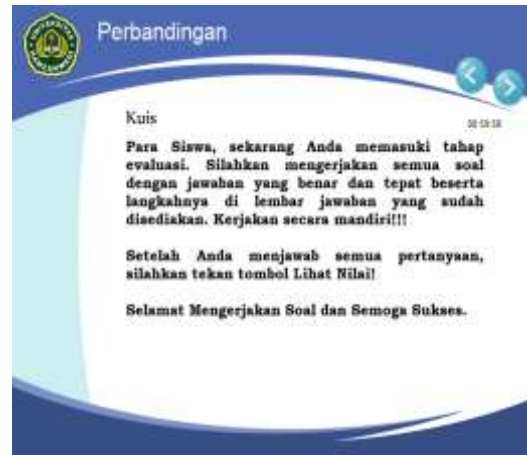 Perbandingan
Kuis
Para Siswa, sekarang Anda memasuki tahap
evaluasi. Silahkan mengerjakan semua soal
dengan jawaban yang benar dan tepat beserta
langkahnya di lembar jawaban yang sudah
disediakan. Kerjakan secara mandiri!!!
Setelah Anda menjawab semua pertanyaan,
silahkan tekan tombol Lihat Nilai!
Selamat Mengerjakan Soal dan Semoga Sukses.